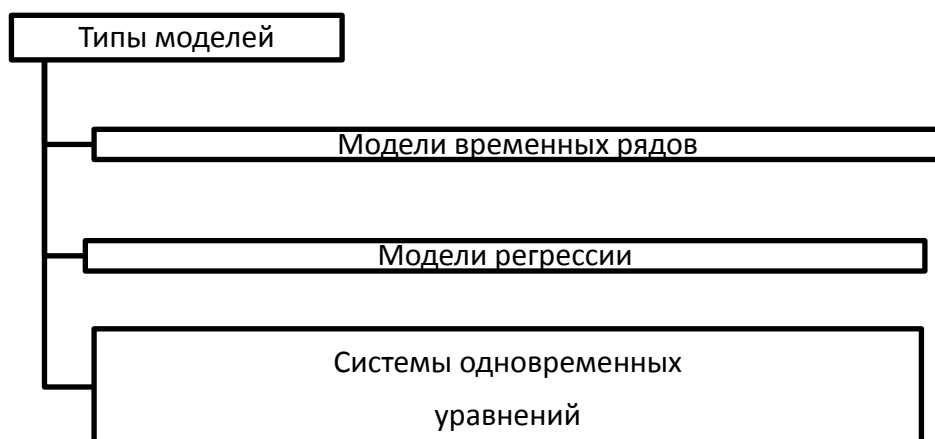 Типы моделей
Модели временных рядов
Модели регрессии
Системы одновременных
уравнений